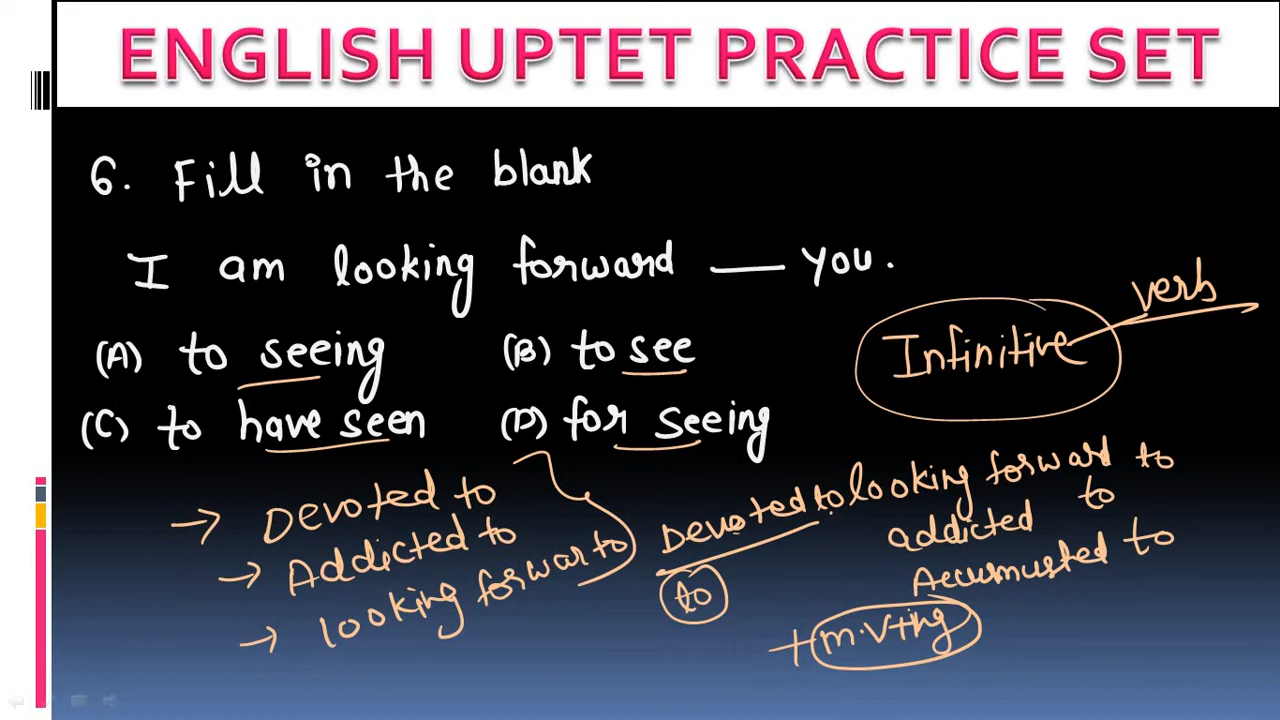 ENGLISH UPTET PRACTICE SET
6. Fill in the blank
I am looking forward ___ you.
(A) to seeing (B) to see
(C) to have seen (D) for seeing
Infinitive verb
→ Devoted to
→ Addicted to
→ looking forwar to
Devoted to looking forward to
to
addicted to
Accumusted to
+ m.v+ing